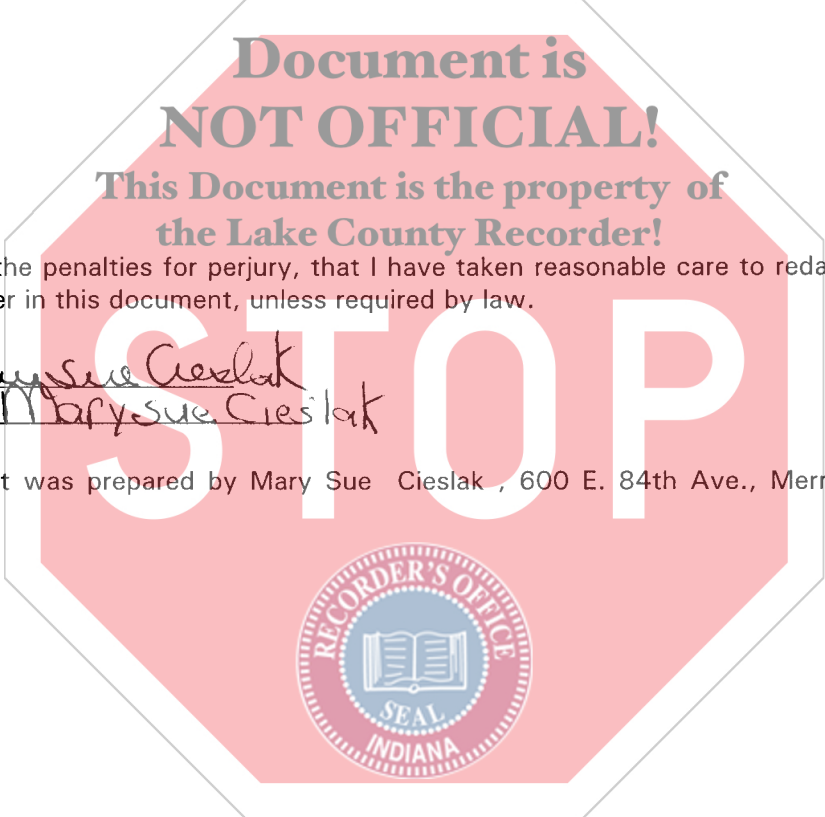 Document is
NOT OFFICIAL!
This Document is the property of
the Lake County Recorder!
the penalties for perjury, that I have taken reasonable care to reda
er in this document, unless required by law.
ySue Cieslak
Marysue Cieslak
t was prepared by Mary Sue Cieslak , 600 E. 84th Ave., Merr
STOP
RECORDER'S OFFICE
SEAL
INDIANA